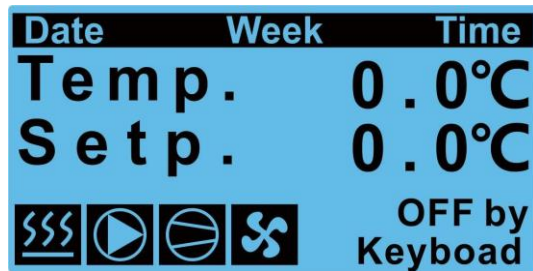 Date Week Time
Temp. 0.0℃
Setp. 0.0℃
OFF by
Keyboad